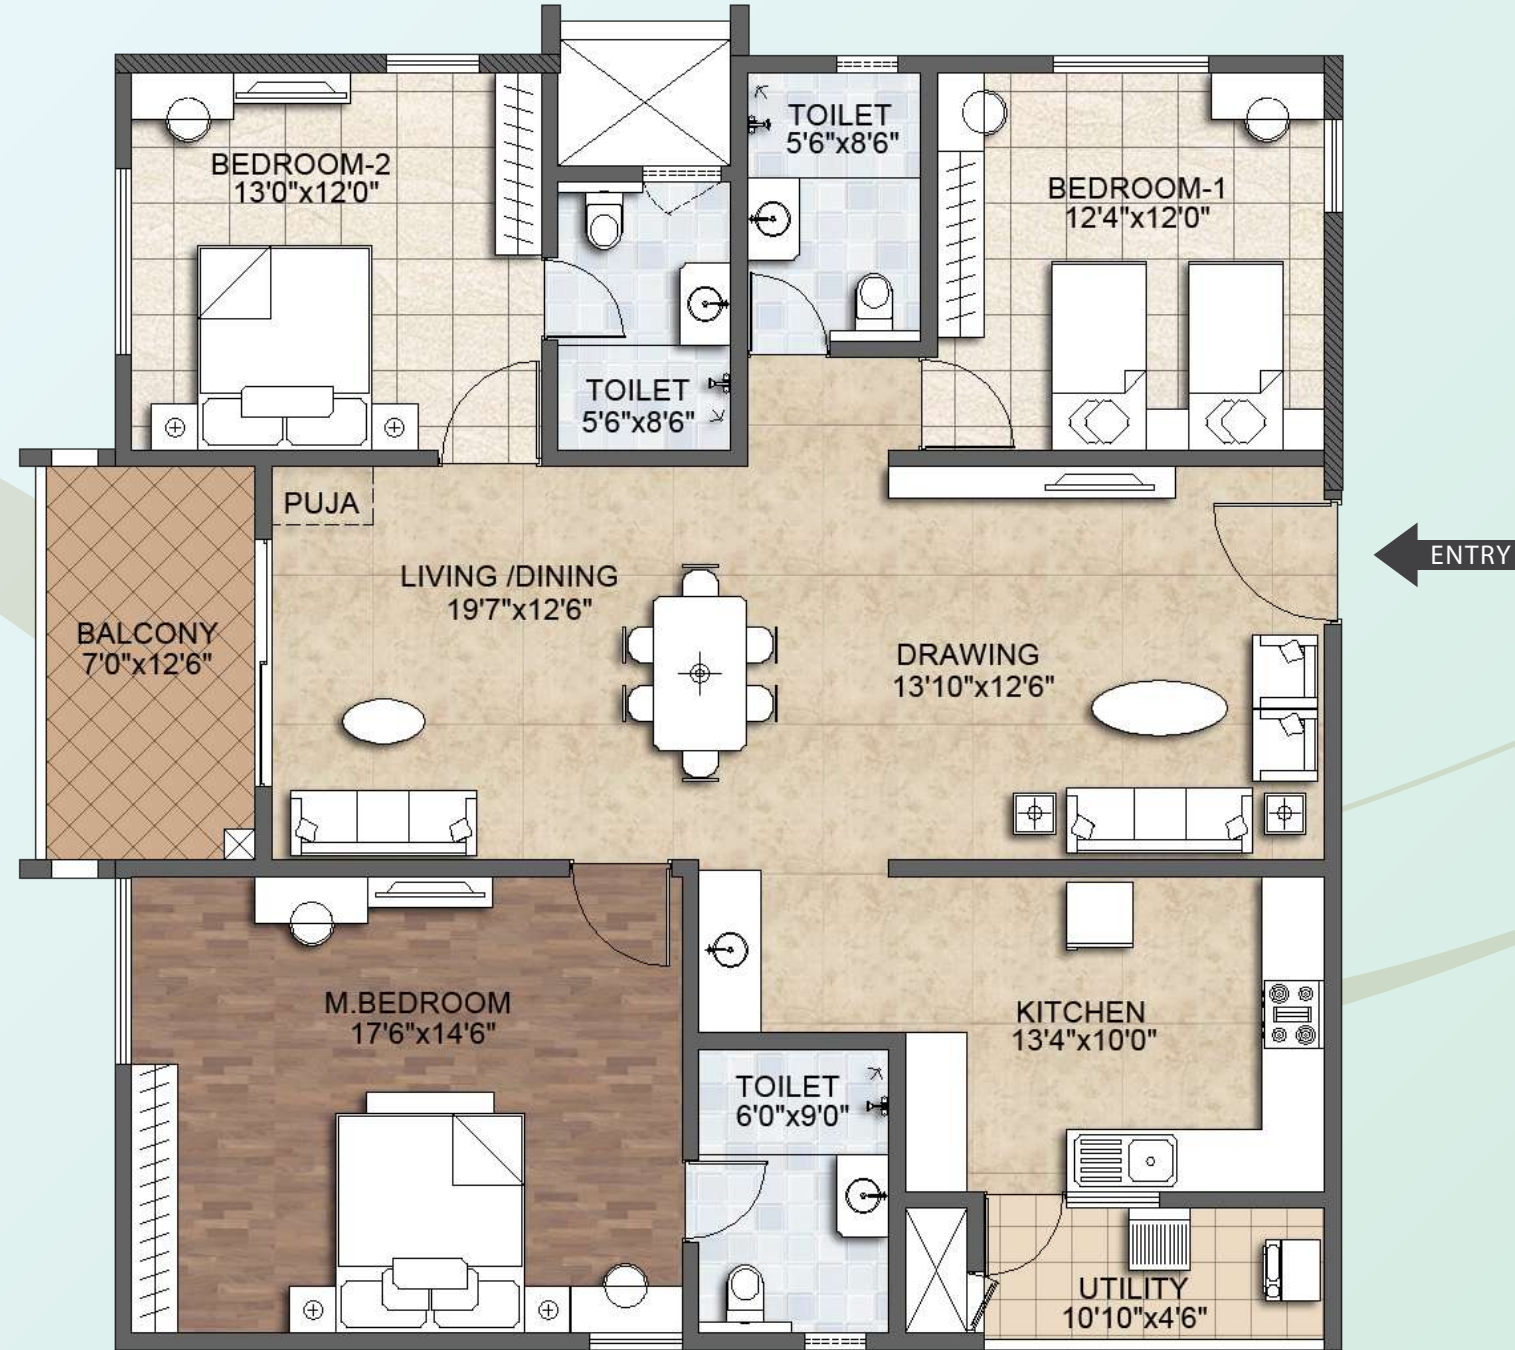 TOILET
5'6"x8'6"
BEDROOM-2
13'0"x12'0"
BEDROOM-1
12'4"x12'0"
TOILET
5'6"x8'6"
PUJA
ENTRY
LIVING /DINING
19'7"x12'6"
BALCONY
7'0"x12'6"
DRAWING
13'10"x12'6"
M.BEDROOM
17'6"x14'6"
KITCHEN
13'4"x10'0"
TOILET
6'0"x9'0"
UTILITY
10'10"x4'6"